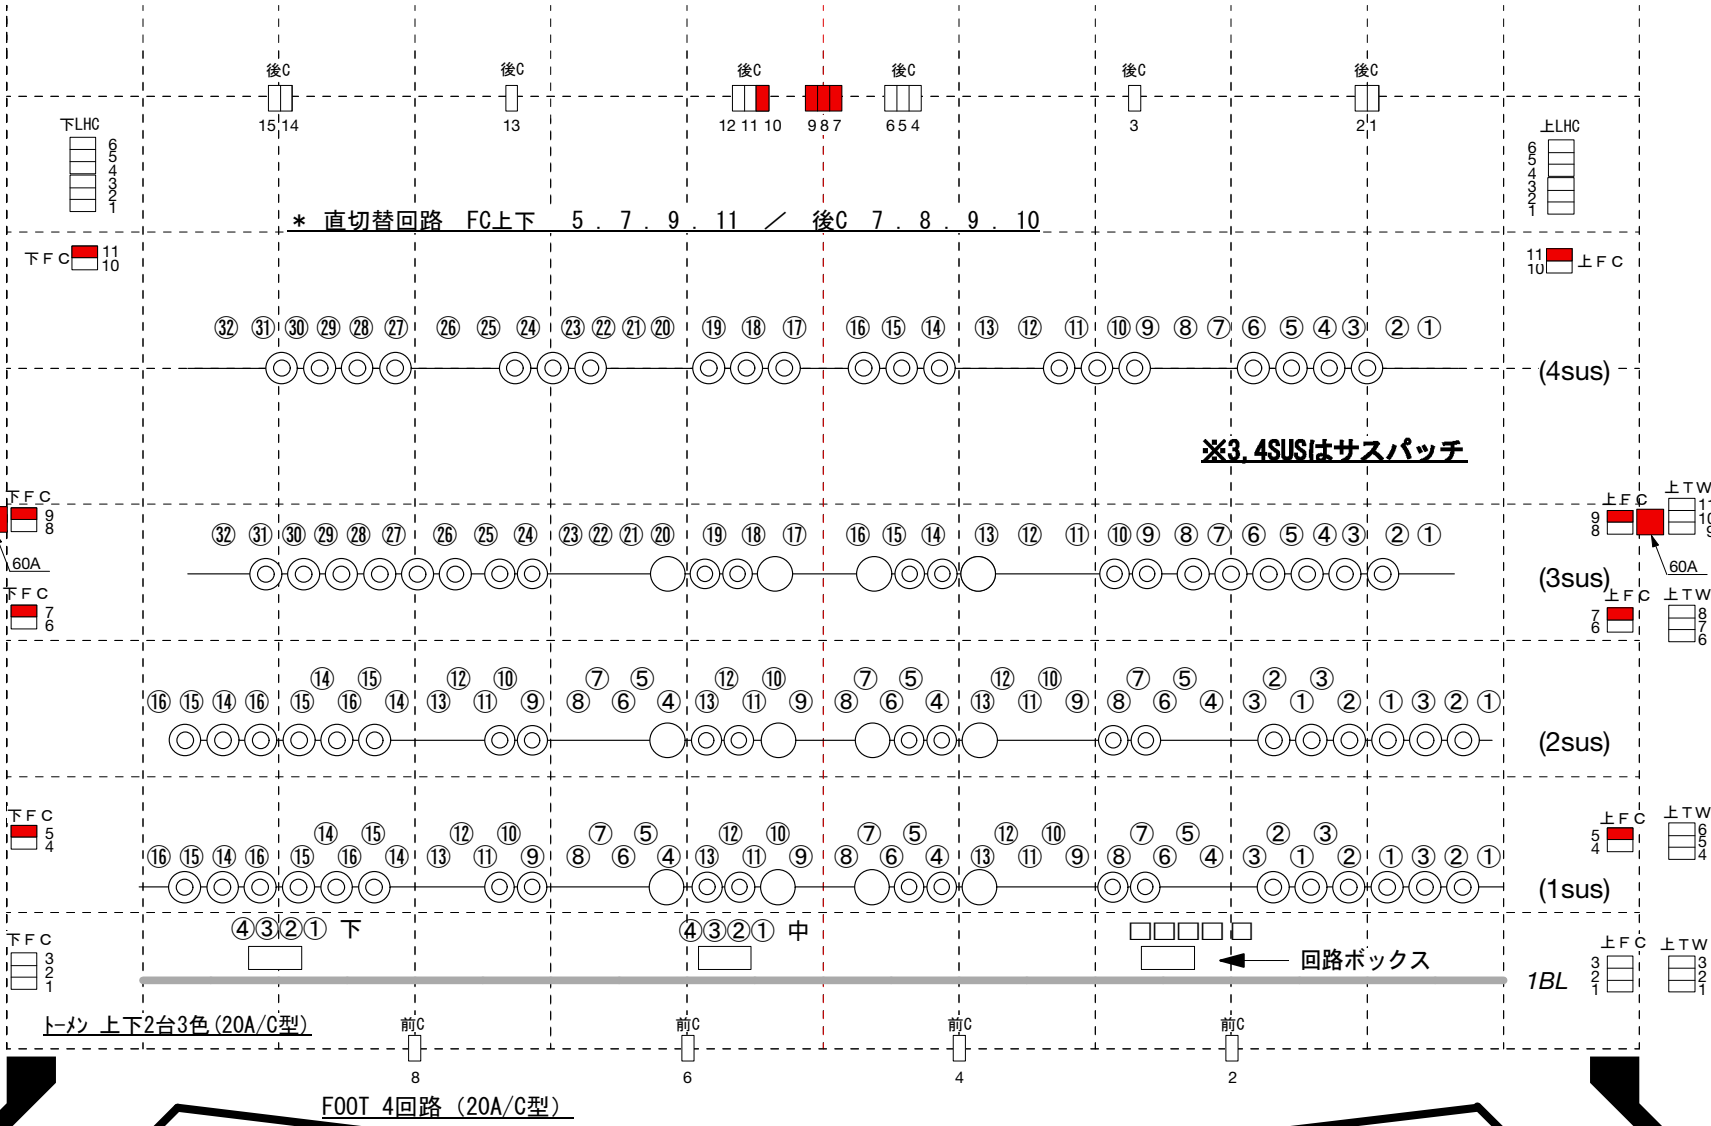 後C 後C 後C 後C 後C 後C
15 14 13 12 11 10 9 8 7 6 5 4 3 2 1
下LHC
6
5
4
3
2
1
上LHC
6
5
4
3
2
1
* 直切替回路 FC上下 5 . 7 . 9 . 11 ／ 後C 7 . 8 . 9 . 10
下FC 11
10
11 上FC
10
㉜ ㉛ ㉚ ㉙ ㉘ ㉗ ㉖ ㉕ ㉔ ㉓ ㉒ ㉑ ⑳ ⑲ ⑱ ⑰ ⑯ ⑮ ⑭ ⑬ ⑫ ⑪ ⑩ ⑨ ⑧ ⑦ ⑥ ⑤ ④ ③ ② ①
(4sus)
※3,4SUSはサスパッチ
下FC
9
8
60A
上FC
9
8
60A
上TW
11
10
9
㉜ ㉛ ㉚ ㉙ ㉘ ㉗ ㉖ ㉕ ㉔ ㉓ ㉒ ㉑ ⑳ ⑲ ⑱ ⑰ ⑯ ⑮ ⑭ ⑬ ⑫ ⑪ ⑩ ⑨ ⑧ ⑦ ⑥ ⑤ ④ ③ ② ①
(3sus)
下FC
7
6
上FC
7
6
上TW
8
7
6
⑭ ⑮ ⑫ ⑩ ⑦ ⑤ ⑫ ⑩ ⑦ ⑤ ⑫ ⑩ ⑦ ⑤ ② ③
⑯ ⑮ ⑭ ⑯ ⑮ ⑯ ⑭ ⑬ ⑪ ⑨ ⑧ ⑥ ④ ⑬ ⑪ ⑨ ⑧ ⑥ ④ ⑬ ⑪ ⑨ ⑧ ⑥ ④ ③ ① ② ① ③ ② ①
(2sus)
下FC
5
4
上FC
5
4
上TW
6
5
4
⑭ ⑮ ⑫ ⑩ ⑦ ⑤ ⑫ ⑩ ⑦ ⑤ ⑫ ⑩ ⑦ ⑤ ② ③
⑯ ⑮ ⑭ ⑯ ⑮ ⑯ ⑭ ⑬ ⑪ ⑨ ⑧ ⑥ ④ ⑬ ⑪ ⑨ ⑧ ⑥ ④ ⑬ ⑪ ⑨ ⑧ ⑥ ④ ③ ① ② ① ③ ② ①
(1sus)
④③②① 下 ④③②① 中 □□□□ □
回路ボックス
下FC
3
2
1
1BL
上FC
3
2
1
上TW
3
2
1
トーメン 上下2台3色(20A/C型)
前C 前C 前C 前C
8 6 4 2
FOOT 4回路 (20A/C型)